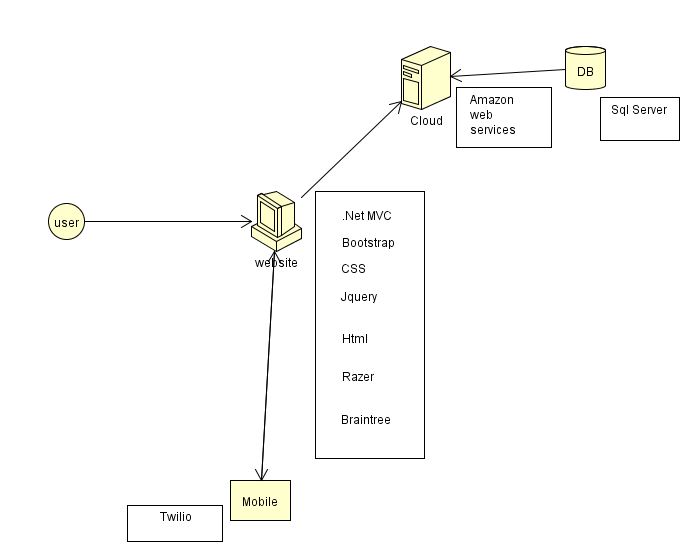 DB
Amazon
web
services
Sql Server
Cloud
user
website
.Net MVC
Bootstrap
CSS
Jquery
Html
Razer
Braintree
Mobile
Twilio